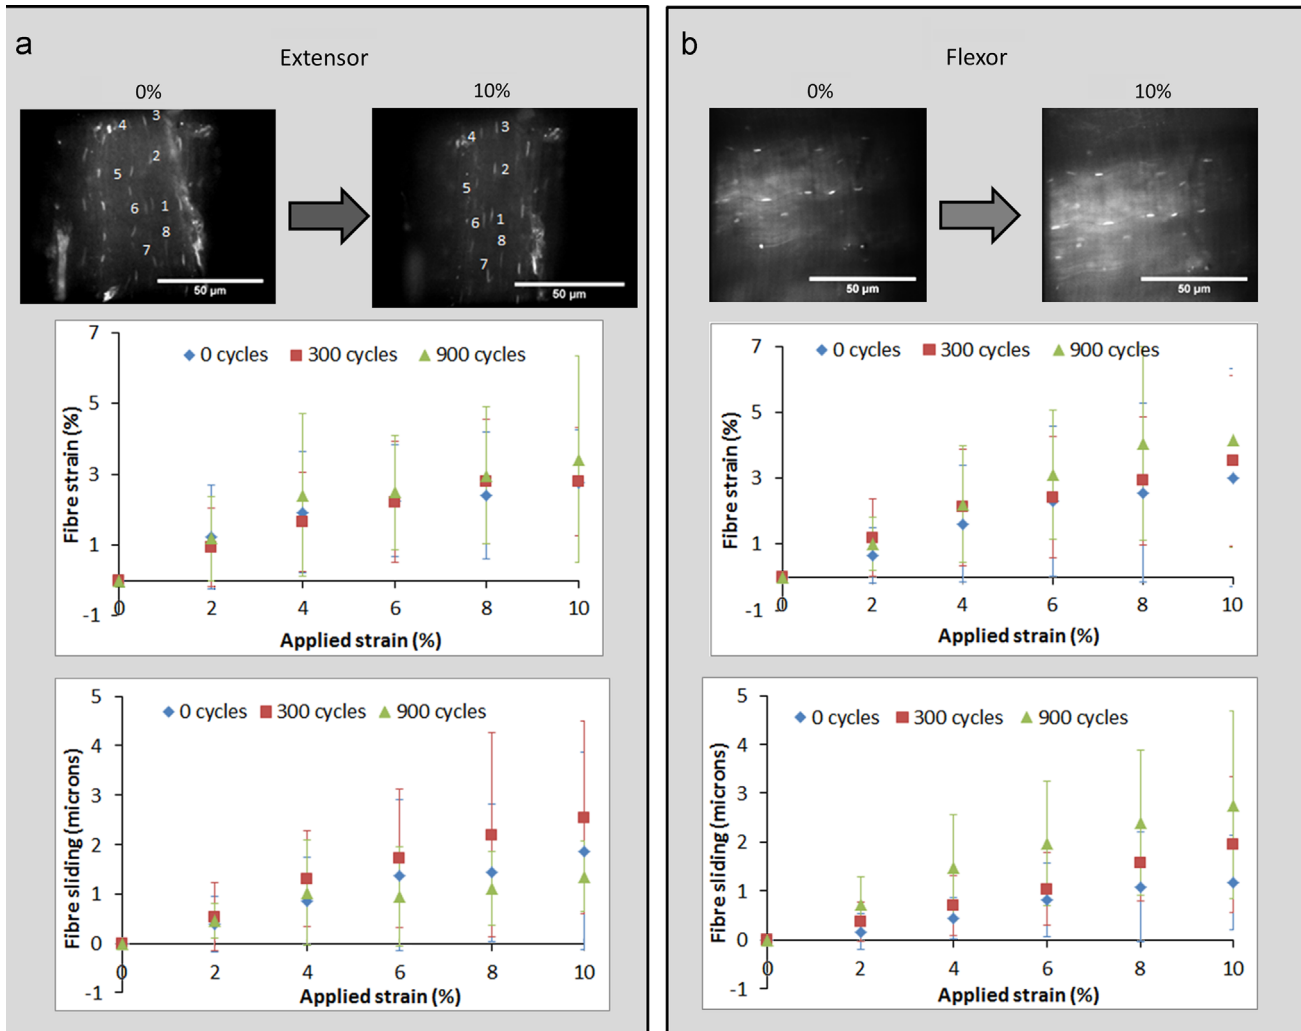 a
Extensor
0%
10%
3
4
2
5
6
1
8
7
50 µm
3
4
2
5
6
1
8
7
50 µm
7
5
3
1
-1
0 cycles
300 cycles
900 cycles
Fibre strain (%)
0
2
4
6
8
10
Applied strain (%)
5
4
3
2
1
0
-1
0 cycles
300 cycles
900 cycles
Fibre sliding (microns)
0
2
4
6
8
10
Applied strain (%)
b
Flexor
0%
10%
50 µm
50 µm
7
5
3
1
-1
0 cycles
300 cycles
900 cycles
Fibre strain (%)
0
2
4
6
8
10
Applied strain (%)
5
4
3
2
1
0
-1
0 cycles
300 cycles
900 cycles
Fibre sliding (microns)
0
2
4
6
8
10
Applied strain (%)